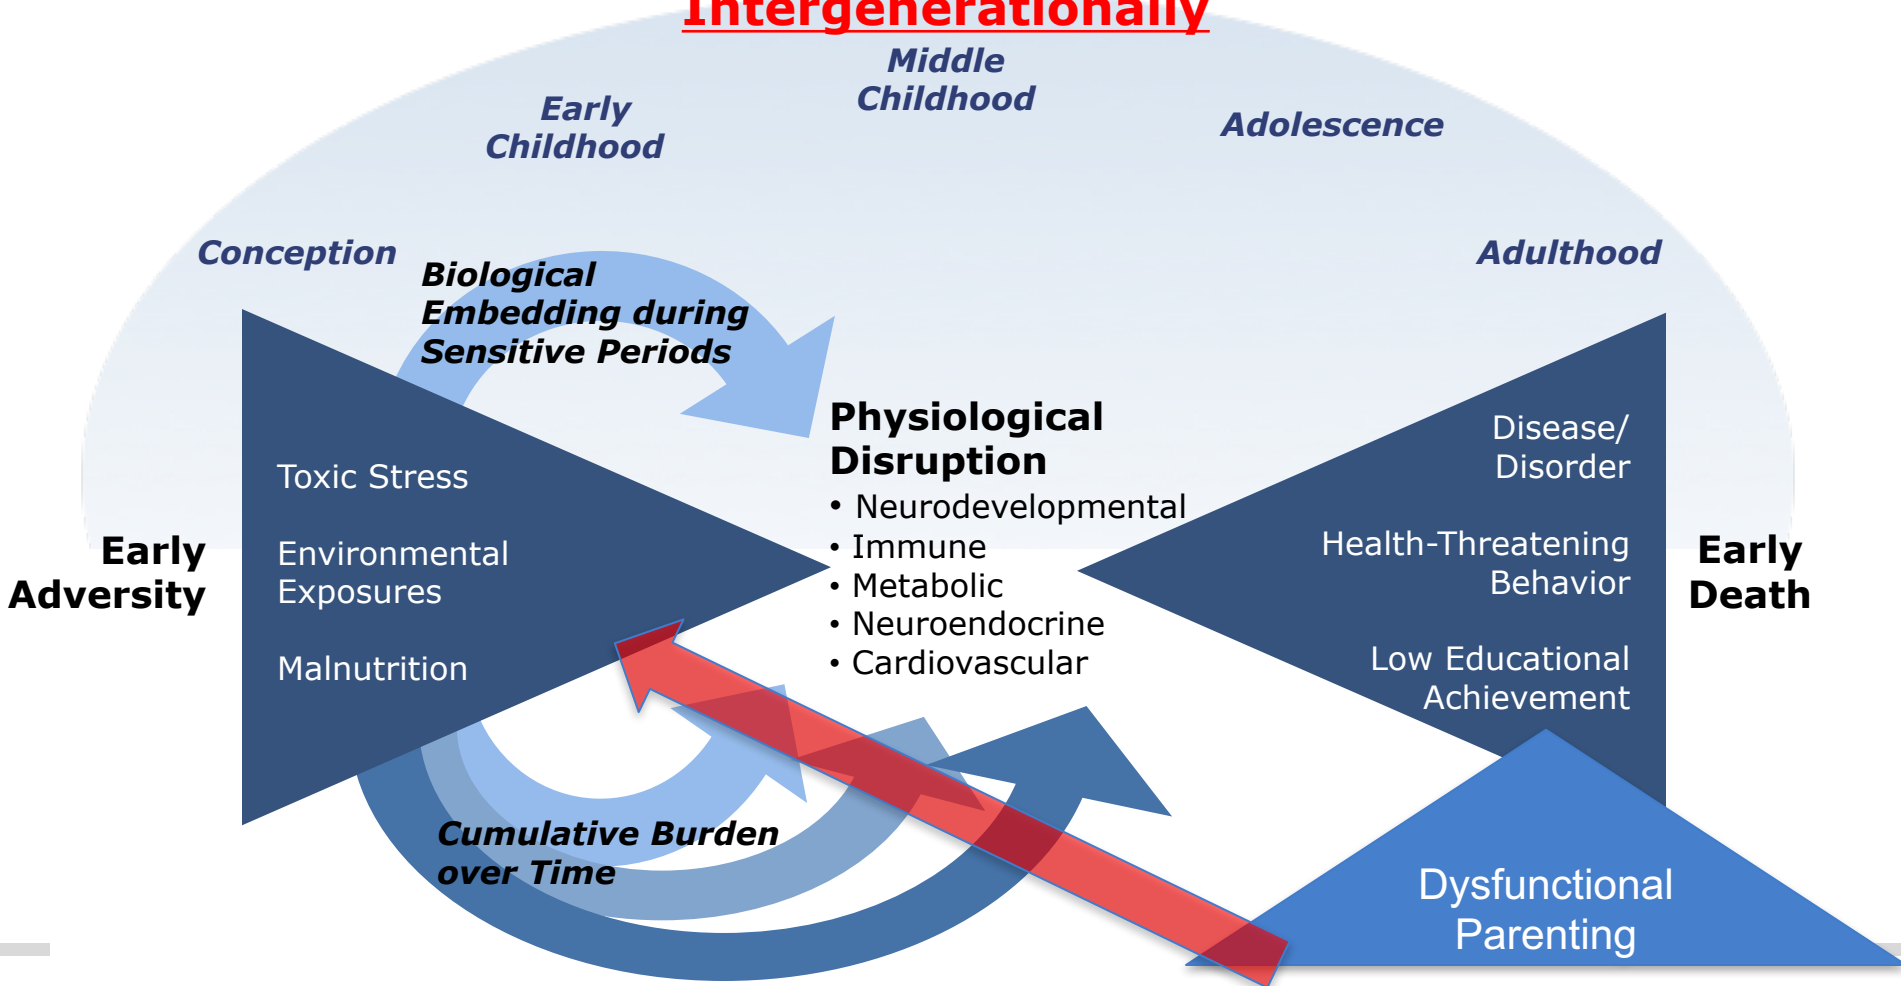 Intergenerationally
Middle
Childhood
Early
Childhood
Adolescence
Conception
Adulthood
Biological
Embedding during
Sensitive Periods
Early
Adversity
Toxic Stress
Environmental
Exposures
Malnutrition
Physiological
Disruption
• Neurodevelopmental
• Immune
• Metabolic
• Neuroendocrine
• Cardiovascular
Disease/
Disorder
Health-Threatening
Behavior
Low Educational
Achievement
Early
Death
Cumulative Burden
over Time
Dysfunctional
Parenting